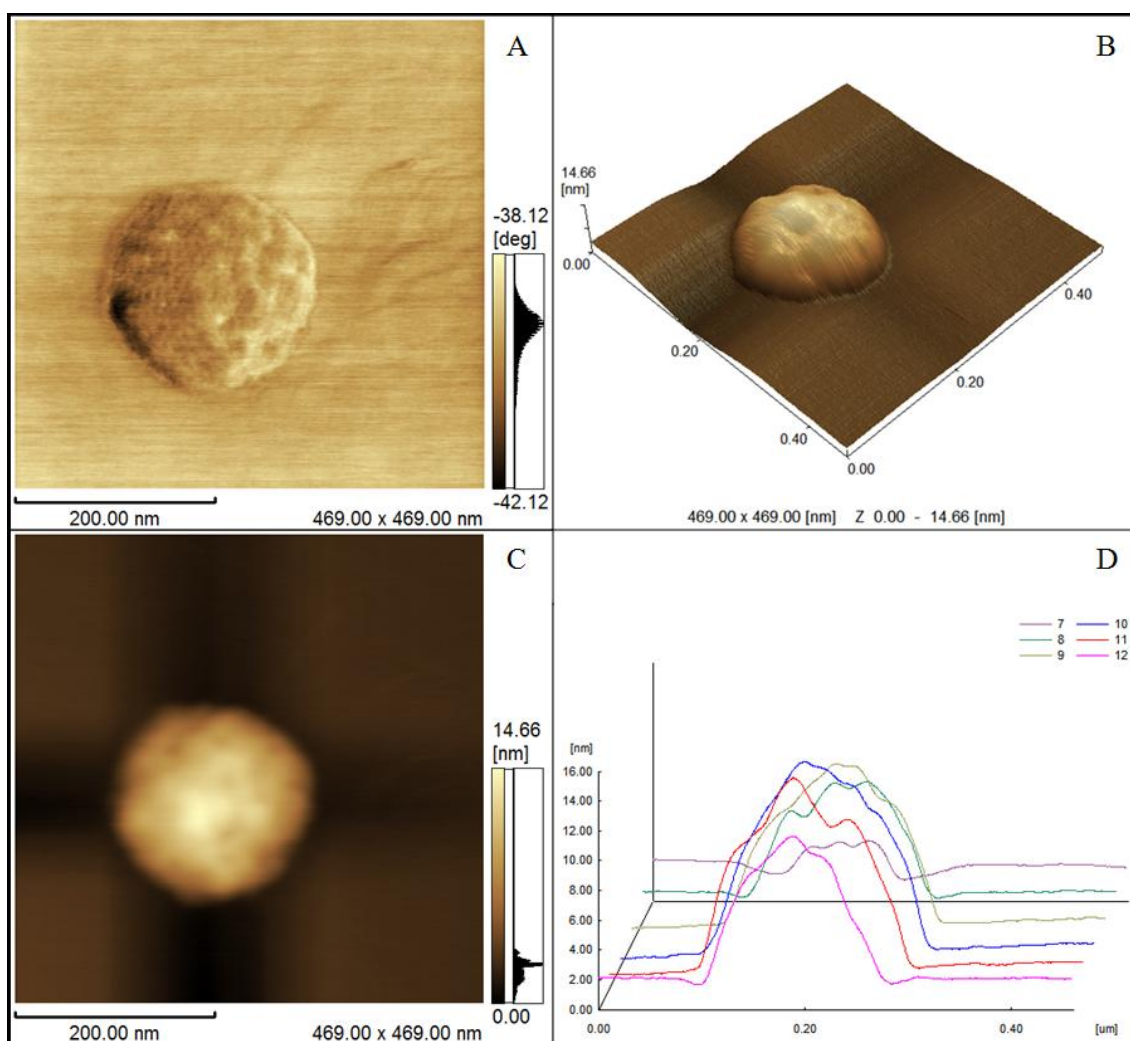 A
-38.12
[deg]
-42.12
200.00 nm
469.00 x 469.00 nm
B
14.66
[nm]
0.00
0.20
0.40
0.40
0.20
0.00
469.00 x 469.00 [nm] Z 0.00 - 14.66 [nm]
C
14.66
[nm]
0.00
200.00 nm
469.00 x 469.00 nm
D
7 10
8 11
9 12
[nm]
16.00
14.00
12.00
10.00
8.00
6.00
4.00
2.00
0.00
0.00 0.20 0.40 [um]